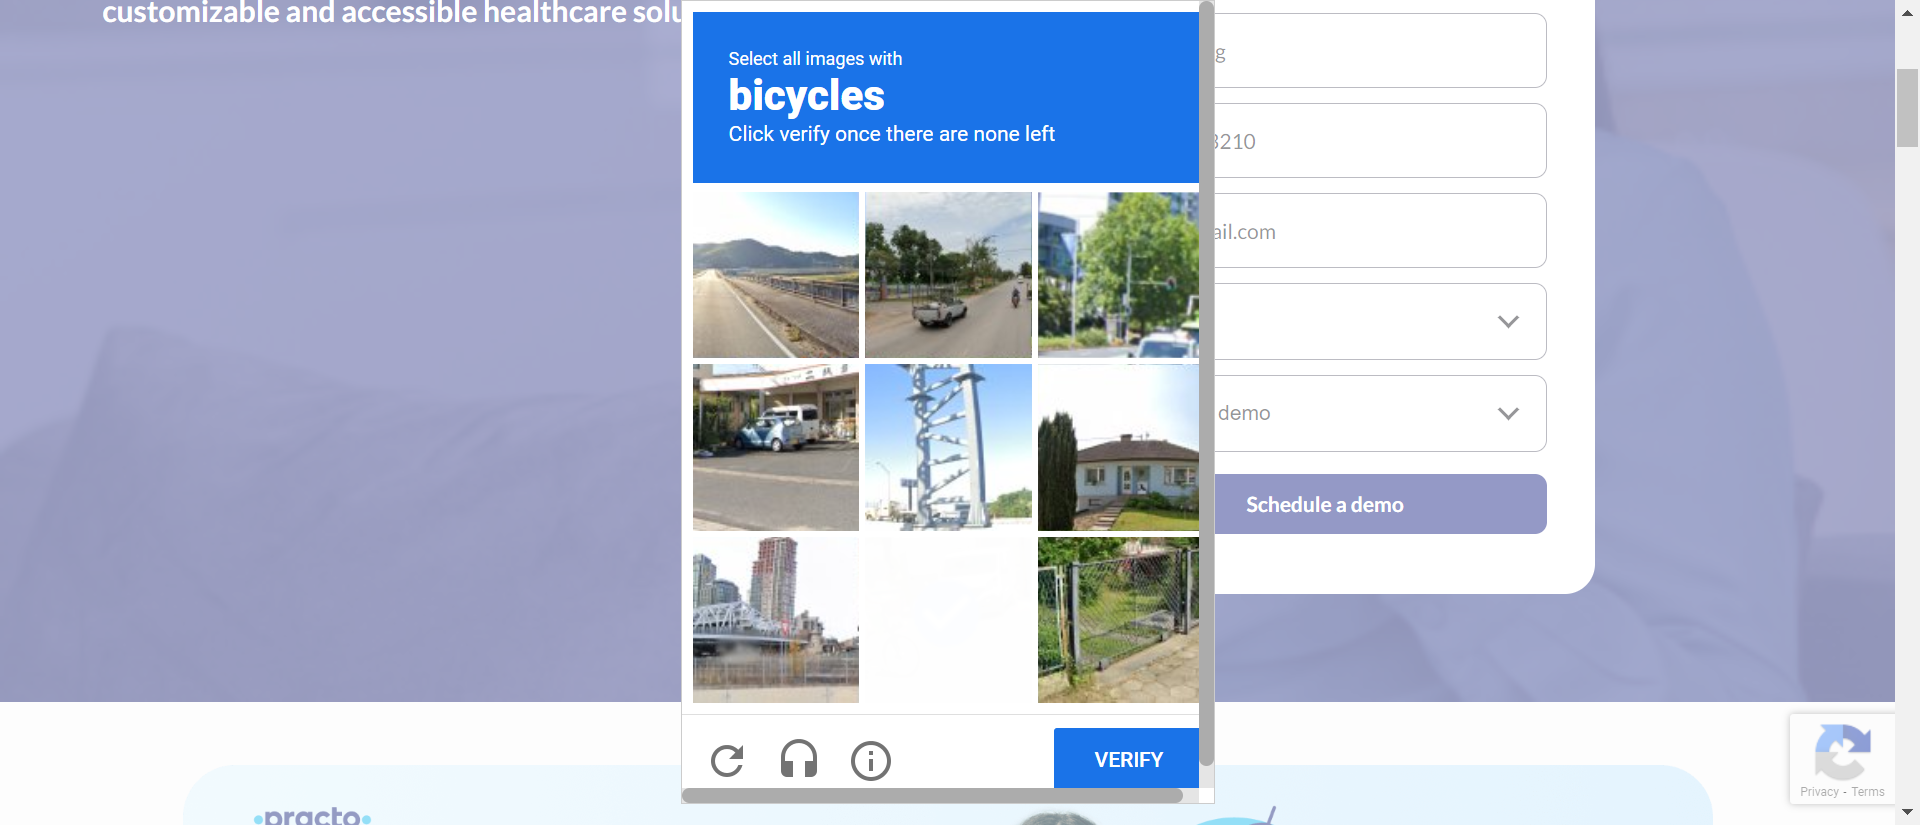 customizable and accessible healthcare solu
Select all images with
bicycles
Click verify once there are none left
g
3210
ail.com
demo
Schedule a demo
VERIFY
Privacy - Terms
practo